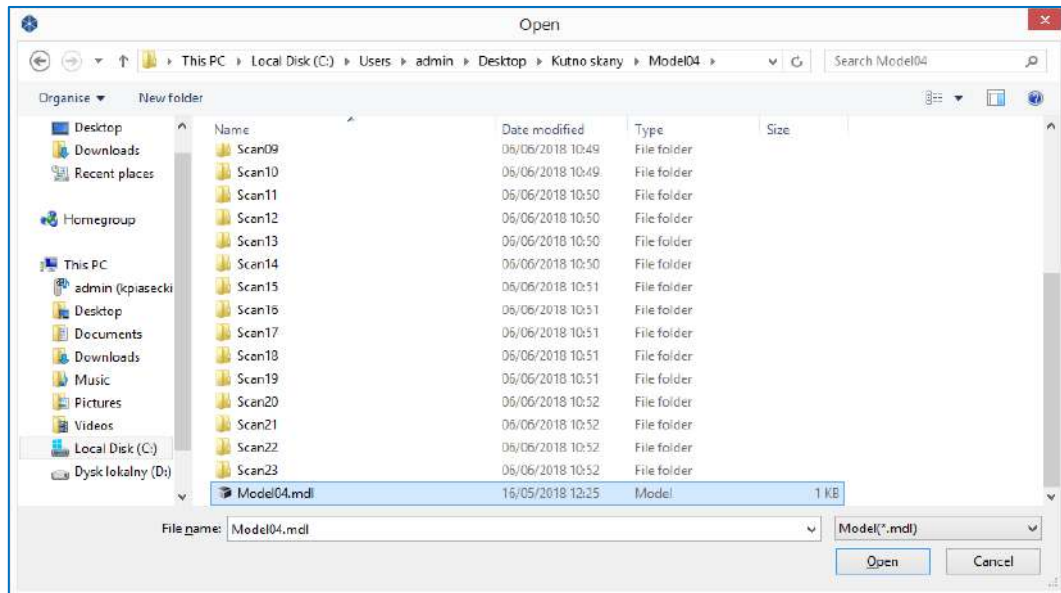 Open
This PC Local Disk (C:) Users admin Desktop Kutno skany Model04 Search Model04
Organise New folder
Desktop Name Date modified Type Size
Downloads Scan09 06/06/2018 10:49 File folder
Recent places Scan10 06/06/2018 10:49 File folder
Scan11 06/06/2018 10:50 File folder
Homegroup Scan12 06/06/2018 10:50 File folder
Scan13 06/06/2018 10:50 File folder
This PC Scan14 06/06/2018 10:50 File folder
admin (kpiasecki Scan15 06/06/2018 10:51 File folder
Desktop Scan16 06/06/2018 10:51 File folder
Documents Scan17 06/06/2018 10:51 File folder
Downloads Scan18 06/06/2018 10:51 File folder
Music Scan19 06/06/2018 10:51 File folder
Pictures Scan20 06/06/2018 10:52 File folder
Videos Scan21 06/06/2018 10:52 File folder
Local Disk (C:) Scan22 06/06/2018 10:52 File folder
Dysk lokalny (D:) Scan23 06/06/2018 10:52 File folder
Model04.mdl 16/05/2018 12:25 Model 1 KB
File name: Model04.mdl Model(*.mdl)
Open Cancel